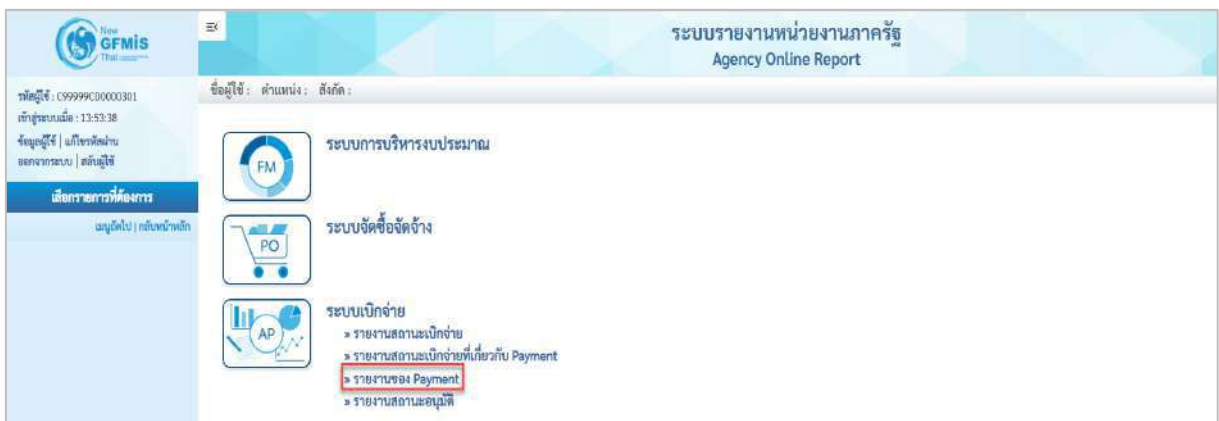 New
GFMIS
Thai
ระบบรายงานหน่วยงานภาครัฐ
Agency Online Report
รหัสผู้ใช้ : C99999CD0000301
เข้าสู่ระบบเมื่อ : 13:53:38
ข้อมูลผู้ใช้ | แก้ไขรหัสผ่าน
ออกจากระบบ | สลับผู้ใช้
เลือกรายการที่ต้องการ
เมนูถัดไป | กลับหน้าหลัก
ชื่อผู้ใช้ : ตำแหน่ง : สังกัด :
FM
ระบบการบริหารงบประมาณ
PO
ระบบจัดซื้อจัดจ้าง
AP
ระบบเบิกจ่าย
» รายงานสถานะเบิกจ่าย
» รายงานสถานะเบิกจ่ายที่เกี่ยวกับ Payment
» รายงานของ Payment
» รายงานสถานะอนุมัติ